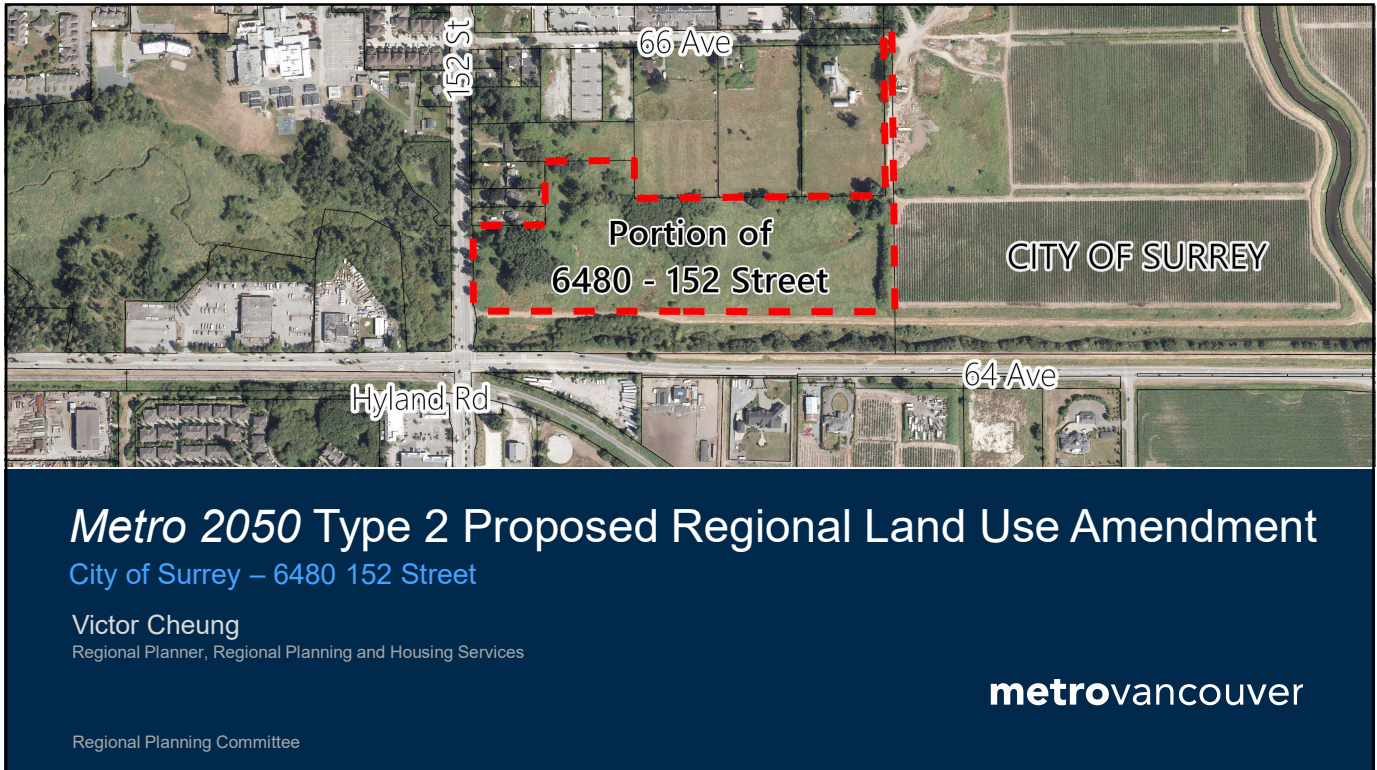 152 St
66 Ave
Portion of
6480 - 152 Street
CITY OF SURREY
64 Ave
Hyland Rd
Metro 2050 Type 2 Proposed Regional Land Use Amendment
City of Surrey – 6480 152 Street
Victor Cheung
Regional Planner, Regional Planning and Housing Services
metrovancouver
Regional Planning Committee